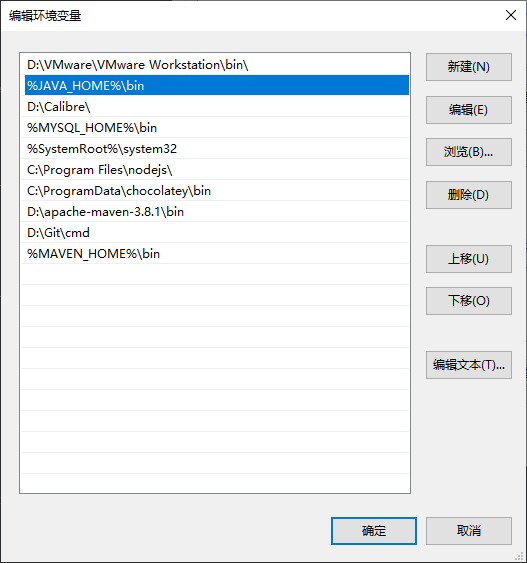 编辑环境变量
D:\VMware\VMware Workstation\bin\
%JAVA_HOME%\bin
D:\Calibre\
%MYSQL_HOME%\bin
%SystemRoot%\system32
C:\Program Files\nodejs\
C:\ProgramData\chocolatey\bin
D:\apache-maven-3.8.1\bin
D:\Git\cmd
%MAVEN_HOME%\bin
新建(N)
编辑(E)
浏览(B)...
删除(D)
上移(U)
下移(O)
编辑文本(T)...
确定
取消